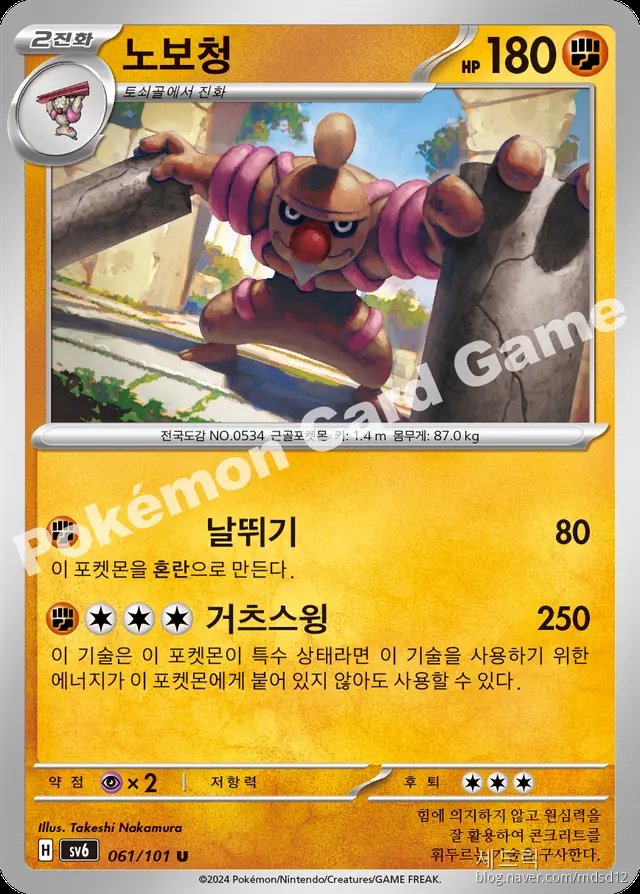 2진화 노보청 HP 180
토쇠골에서 진화
전국도감 NO.0534 근골포켓몬 키: 1.4 m 몸무게: 87.0 kg
날뛰기 80
이 포켓몬을 혼란으로 만든다.
거츠스윙 250
이 기술은 이 포켓몬이 특수 상태라면 이 기술을 사용하기 위한
에너지가 이 포켓몬에게 붙어 있지 않아도 사용할 수 있다.
Pokémon Card Game
약점 ×2 저항력 후퇴
Illus. Takeshi Nakamura
힘에 의지하지 않고 원심력을
잘 활용하여 콘크리트를
휘두르는 기술을 구사한다.
H sv6 061/101 U
blog.naver.com/mdsd12
©2024 Pokémon/Nintendo/Creatures/GAME FREAK.